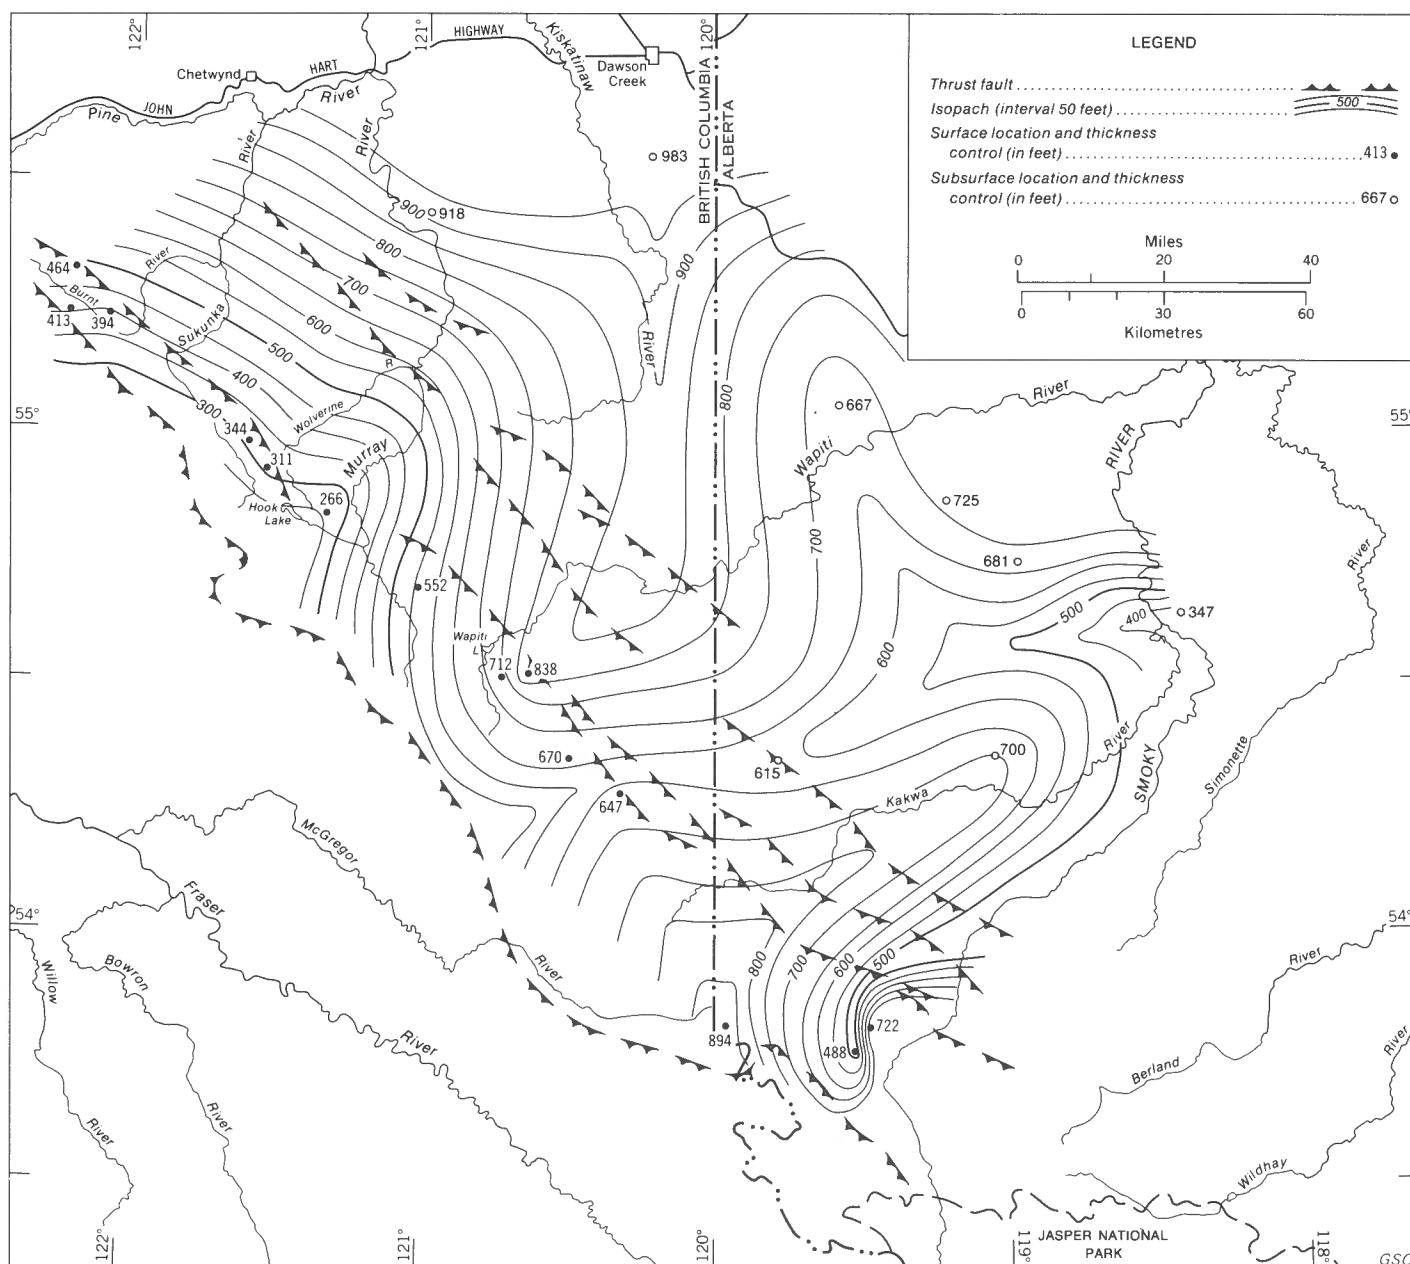 122°
121°
120°
HIGHWAY
Kiskatinaw
Dawson
Creek
Chetwynd
HART
JOHN
River
Pine
River
River
BRITISH COLUMBIA
ALBERTA
LEGEND
Thrust fault
Isopach (interval 50 feet)
500
Surface location and thickness
control (in feet)
413
Subsurface location and thickness
control (in feet)
667
Miles
0 20 40
0 30 60
Kilometres
983
900
918
800
900
464
River
Burnt
700
413
394
Sukunka
600
500
River
R
400
800
300
Wolverine
55°
55°
344
667
River
Wapiti
RIVER
311
Murray
266
Hook
Lake
725
700
681
River
552
500
400
347
Wapiti
L
712
838
600
670
615
700
River
SMOKY
Simonette
647
Kakwa
McGregor
Fraser
54°
54°
Willow
Bowron
River
800
700
600
500
River
River
894
722
488
Berland
River
River
River
Wildhay
122°
121°
120°
119°
118°
JASPER NATIONAL
PARK
GSC